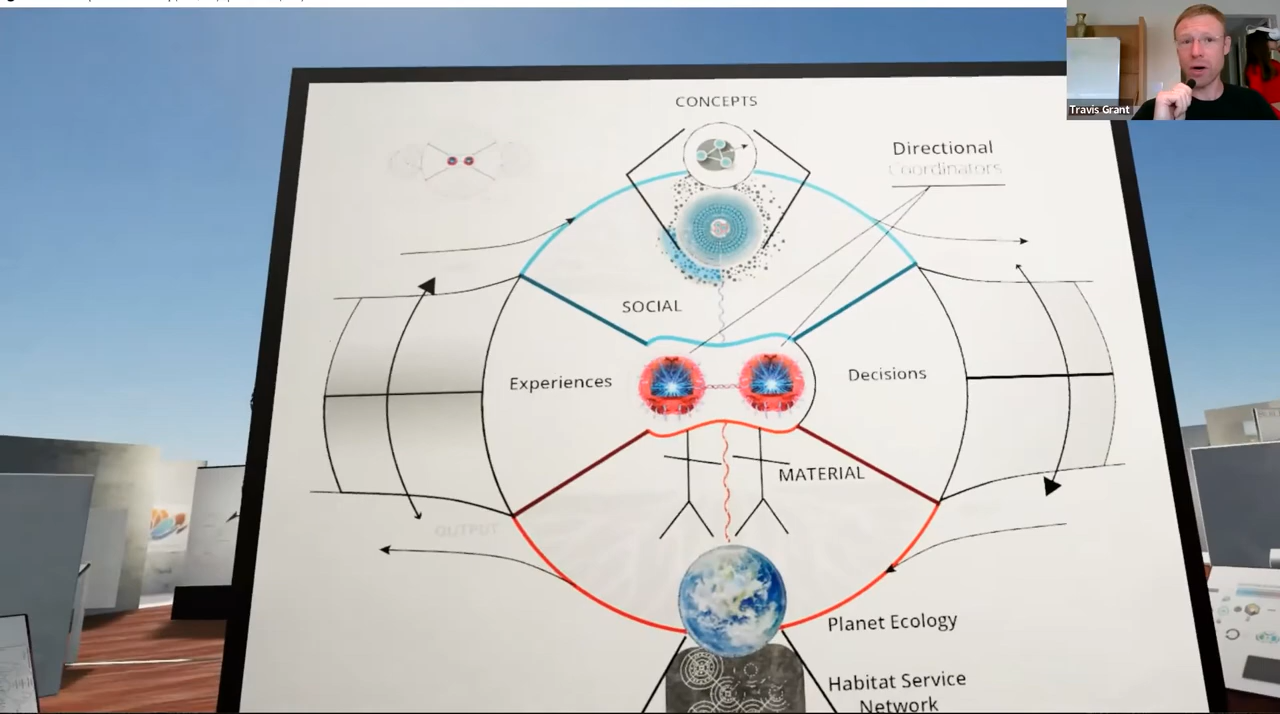 Travis Grant
CONCEPTS
Directional
Coordinators
SOCIAL
Experiences
Decisions
MATERIAL
OUTPUT
Planet Ecology
Habitat Service
Network